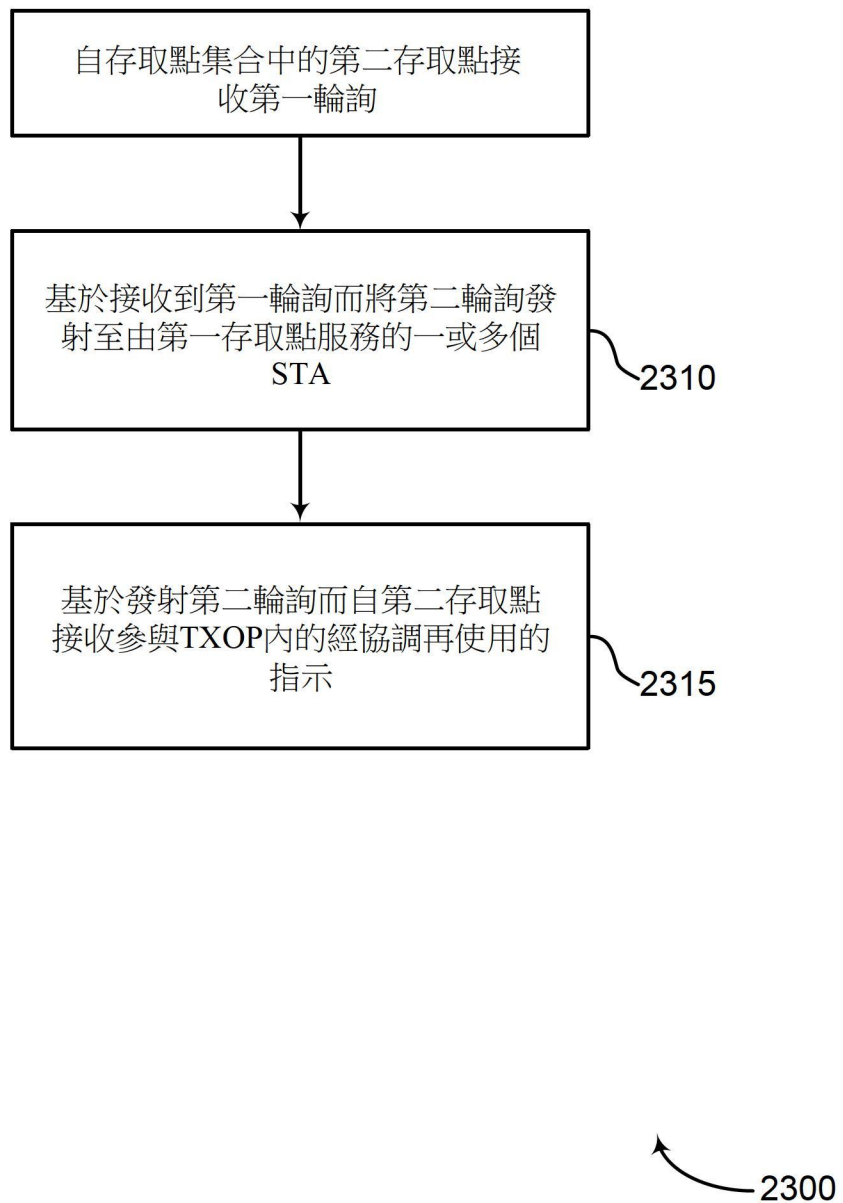 自存取點集合中的第二存取點接
收第一輪詢
基於接收到第一輪詢而將第二輪詢發
射至由第一存取點服務的一或多個
STA
2310
基於發射第二輪詢而自第二存取點
接收參與TXOP內的經協調再使用的
指示
2315
2300